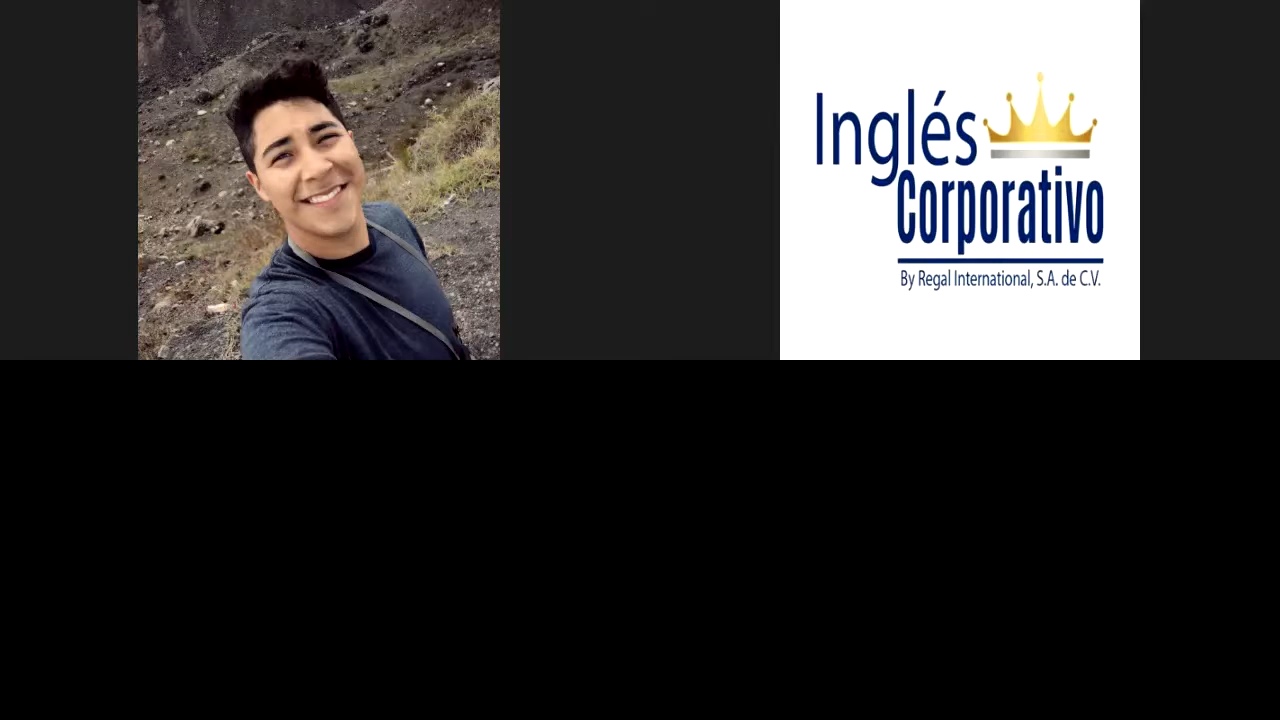 Inglés
Corporativo
By Regal International, S.A. de C.V.